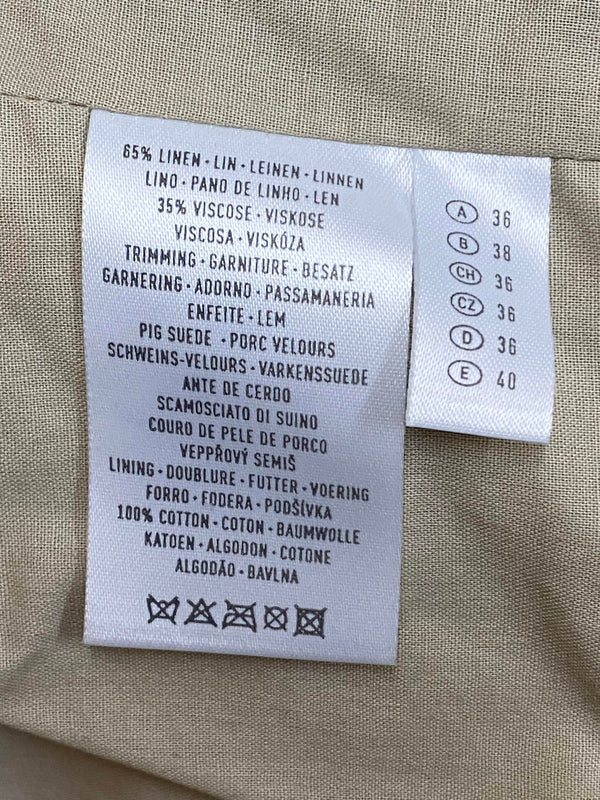 65% LINEN · LIN · LEINEN · LINNEN
LINO · PANO DE LINHO · LEN
35% VISCOSE · VISKOSE
VISCOSA · VISKÓZA
TRIMMING · GARNITURE · BESATZ
GARNERING · ADORNO · PASSAMANERIA
ENFEITE · LEM
PIG SUEDE · PORC VELOURS
SCHWEINS-VELOURS · VARKENSSUEDE
ANTE DE CERDO
SCAMOSCIATO DI SUINO
COURO DE PELE DE PORCO
VEPPŘOVÝ SEMIŠ
LINING · DOUBLURE · FUTTER · VOERING
FORRO · FODERA · PODŠÍVKA
100% COTTON · COTON · BAUMWOLLE
KATOEN · ALGODON · COTONE
ALGODÃO · BAVLNA
A 36
B 38
CH 36
CZ 36
D 36
E 40